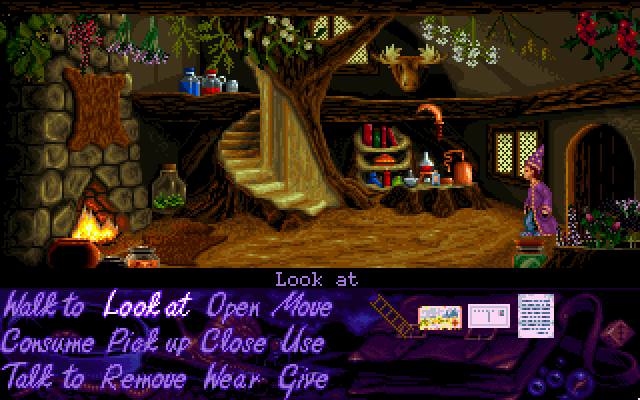 Look at
Walk to Look at Open Move
Consume Pick up Close Use
Talk to Remove Wear Give